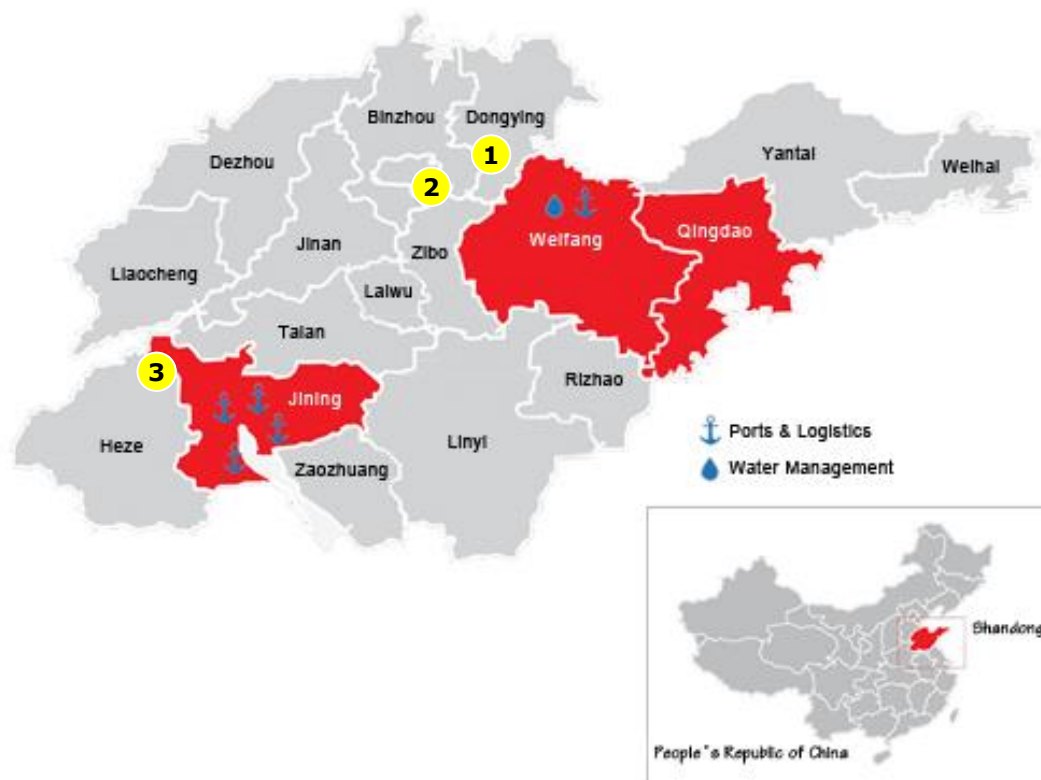 Binzhou
Dongying
1
Dezhou
2
Yantai
Weihai
Jinan
Zibo
Weifang
Qingdao
Liaocheng
Laiwu
Taian
3
Jining
Rizhao
Heze
Zaozhuang
Linyi
Ports & Logistics
Water Management
Shandong
People's Republic of China